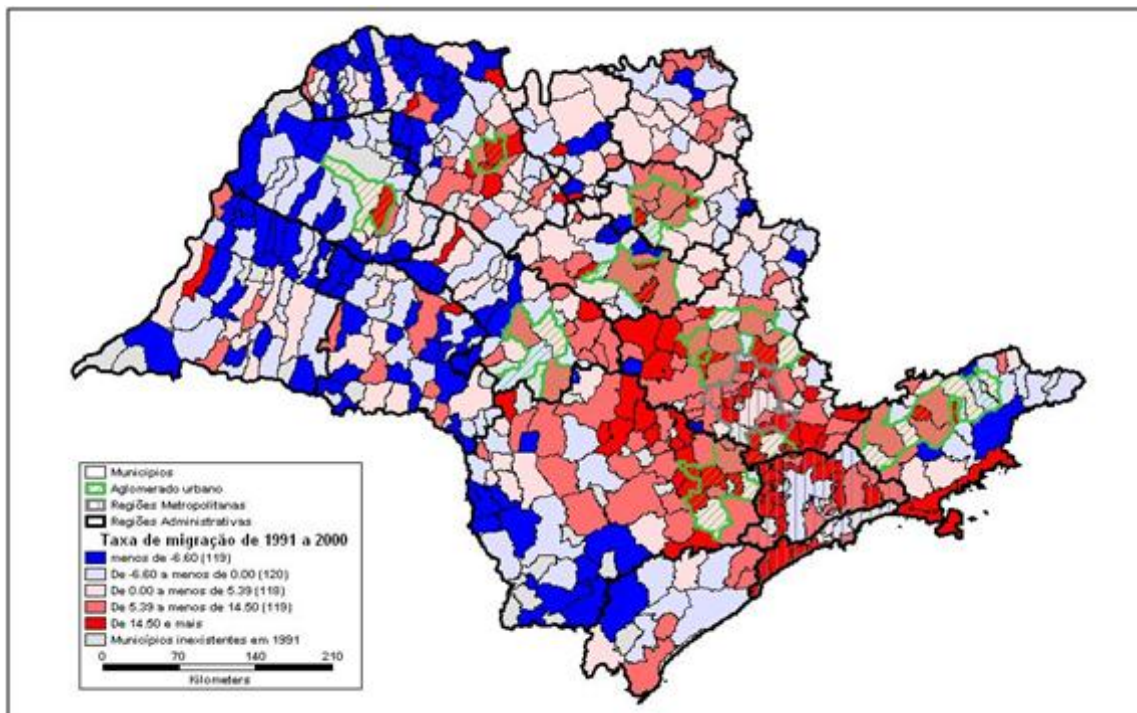 Municípios
Aglomerado urbano
Regiões Metropolitanas
Regiões Administrativas
Taxa de migração de 1991 a 2000
menos de -6.60 (119)
De -6.60 a menos de 0.00 (120)
De 0.00 a menos de 5.39 (118)
De 5.39 a menos de 14.50 (119)
De 14.50 e mais
Municípios inexistentes em 1991
0 70 140 210
Kilometers